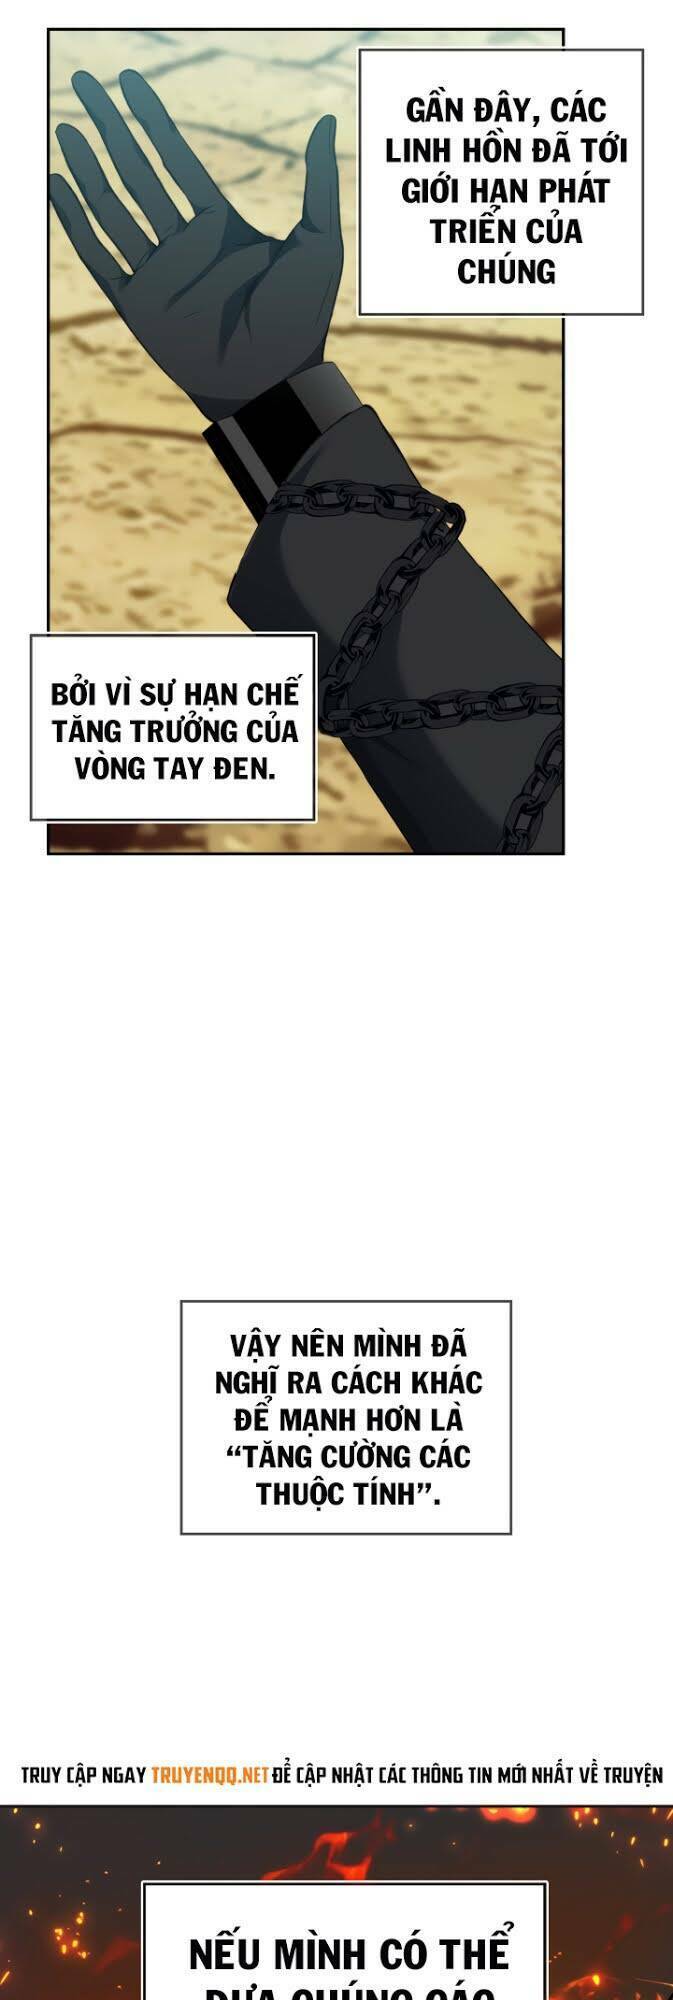 GẦN ĐÂY, CÁC
LINH HỒN ĐÃ TỚI
GIỚI HẠN PHÁT
TRIỂN CỦA
CHÚNG
BỞI VÌ SỰ HẠN CHẾ
TĂNG TRƯỞNG CỦA
VÒNG TAY ĐEN.
VẬY NÊN MÌNH ĐÃ
NGHĨ RA CÁCH KHÁC
ĐỂ MẠNH HƠN LÀ
“TĂNG CƯỜNG CÁC
THUỘC TÍNH”.
TRUY CẬP NGAY TRUYENQQ.NET ĐỂ CẬP NHẬT CÁC THÔNG TIN MỚI NHẤT VỀ TRUYỆN
NẾU MÌNH CÓ THỂ
ĐƯA CHÚNG CÁC